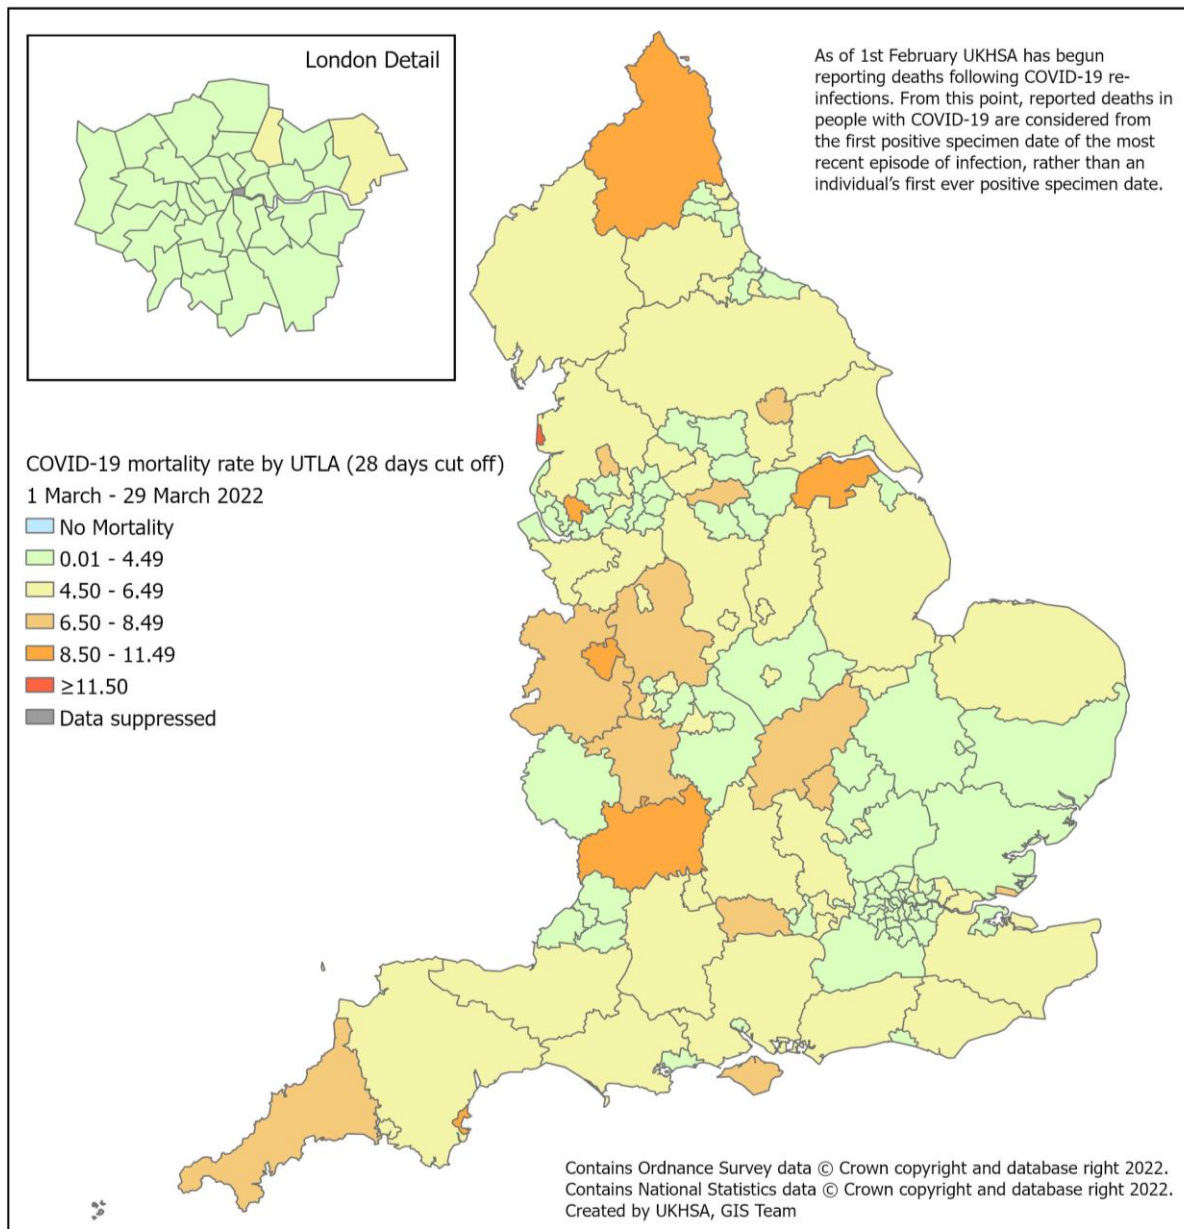 London Detail
As of 1st February UKHSA has begun
reporting deaths following COVID-19 re-
infections. From this point, reported deaths in
people with COVID-19 are considered from
the first positive specimen date of the most
recent episode of infection, rather than an
individual's first ever positive specimen date.
COVID-19 mortality rate by UTLA (28 days cut off)
1 March - 29 March 2022
No Mortality
0.01 - 4.49
4.50 - 6.49
6.50 - 8.49
8.50 - 11.49
≥11.50
Data suppressed
Contains Ordnance Survey data © Crown copyright and database right 2022.
Contains National Statistics data © Crown copyright and database right 2022.
Created by UKHSA, GIS Team